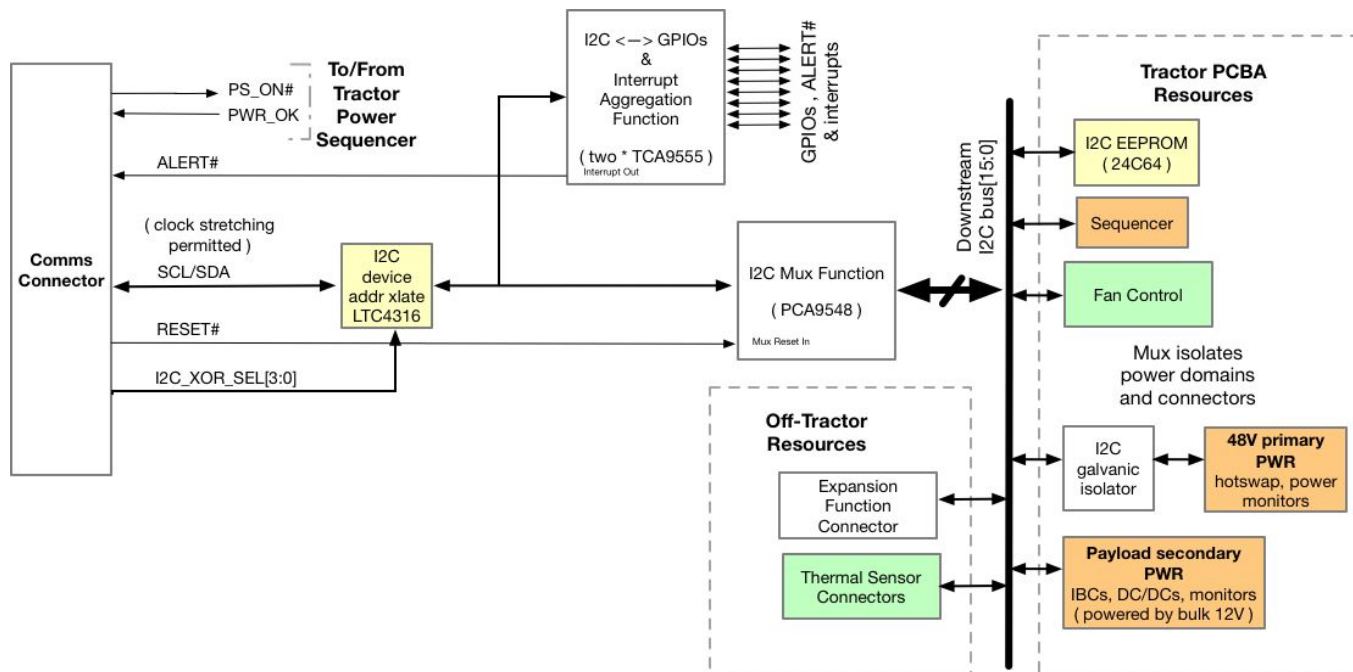 Comms
Connector
PS_ON#
PWR_OK
To/From
Tractor
Power
Sequencer
ALERT#
( clock stretching
permitted )
SCL/SDA
RESET#
I2C_XOR_SEL[3:0]
I2C
device
addr xlate
LTC4316
I2C <—> GPIOs
&
Interrupt
Aggregation
Function
( two * TCA9555 )
Interrupt Out
GPIOs , ALERT#
& interrupts
I2C Mux Function
( PCA9548 )
Mux Reset In
Downstream
I2C bus[15:0]
Off-Tractor
Resources
Expansion
Function
Connector
Thermal Sensor
Connectors
Tractor PCBA
Resources
I2C EEPROM
( 24C64 )
Sequencer
Fan Control
Mux isolates
power domains
and connectors
I2C
galvanic
isolator
48V primary
PWR
hotswap, power
monitors
Payload secondary
PWR
IBCs, DC/DCs, monitors
( powered by bulk 12V )